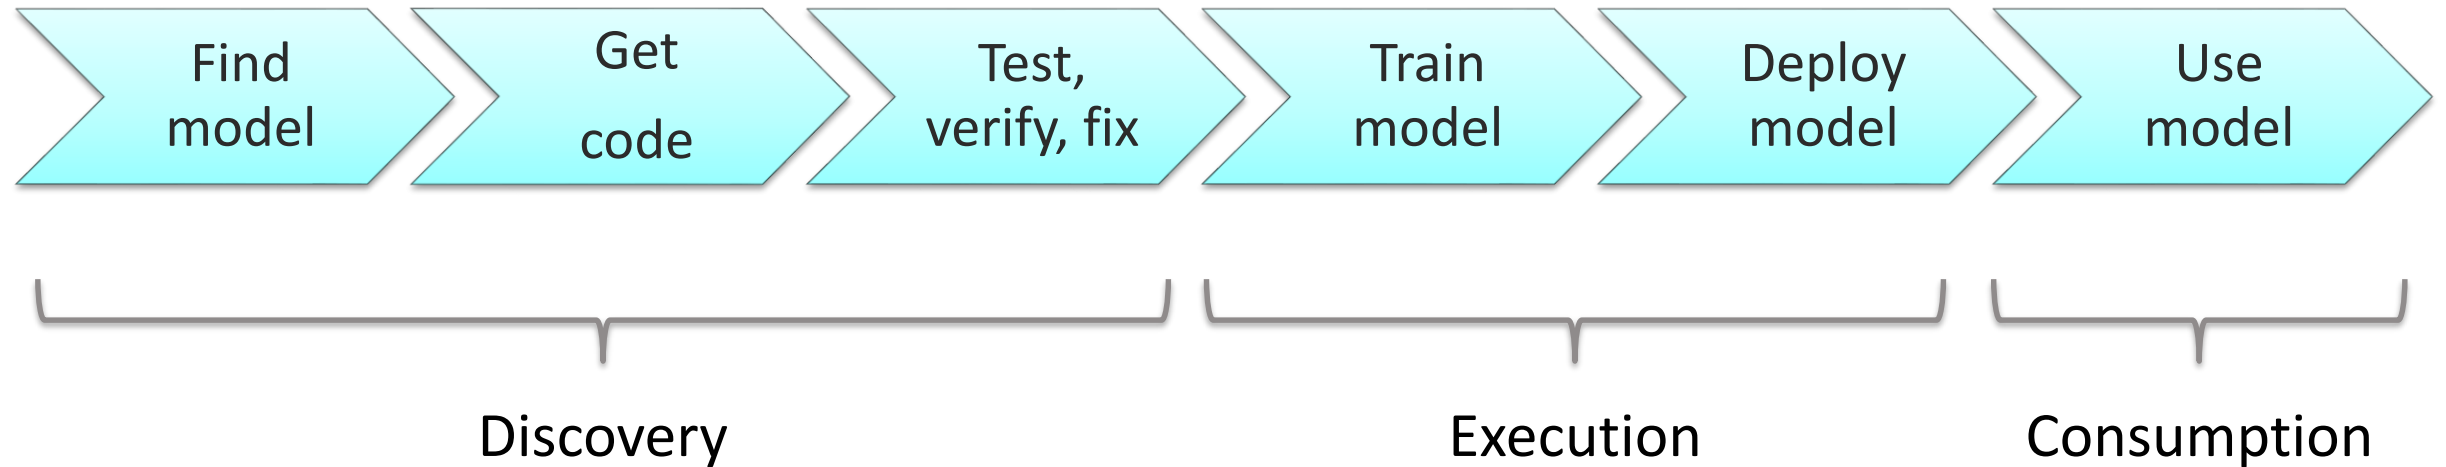 Find
model
Get
code
Test,
verify, fix
Train
model
Deploy
model
Use
model
Discovery
Execution
Consumption